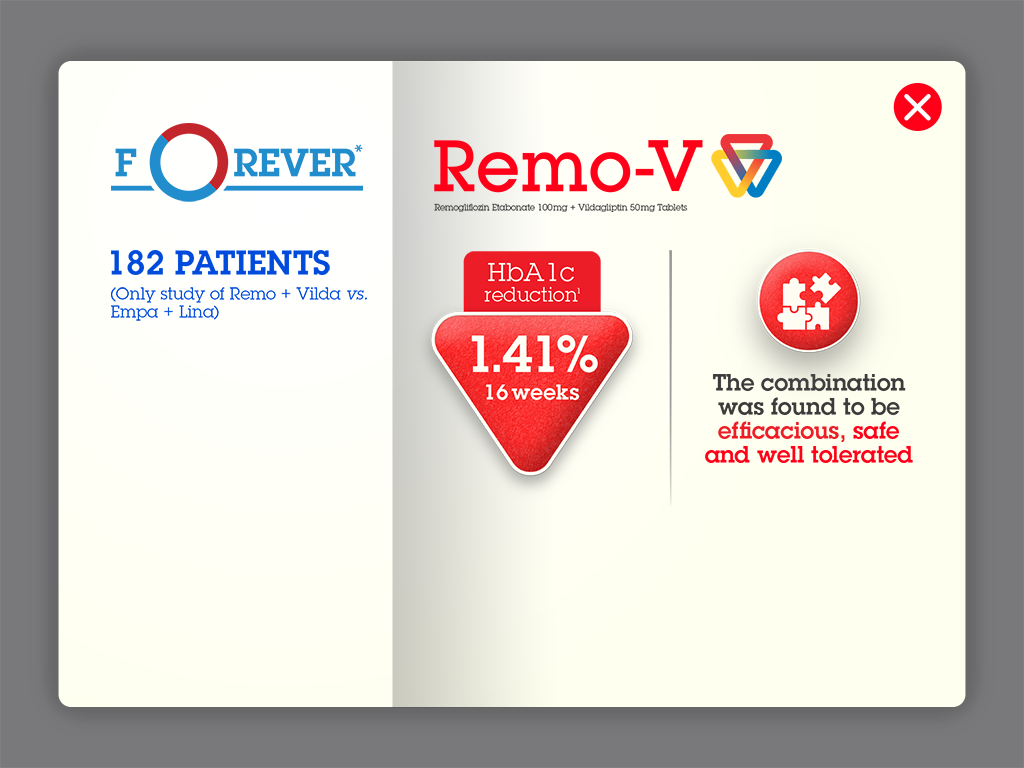 FOREVER*
182 PATIENTS
(Only study of Remo + Vilda vs.
Empa + Lina)
Remo-V
Remogliflozin Etabonate 100mg + Vildagliptin 50mg Tablets
HbA1c
reduction¹
1.41%
16 weeks
The combination
was found to be
efficacious, safe
and well tolerated